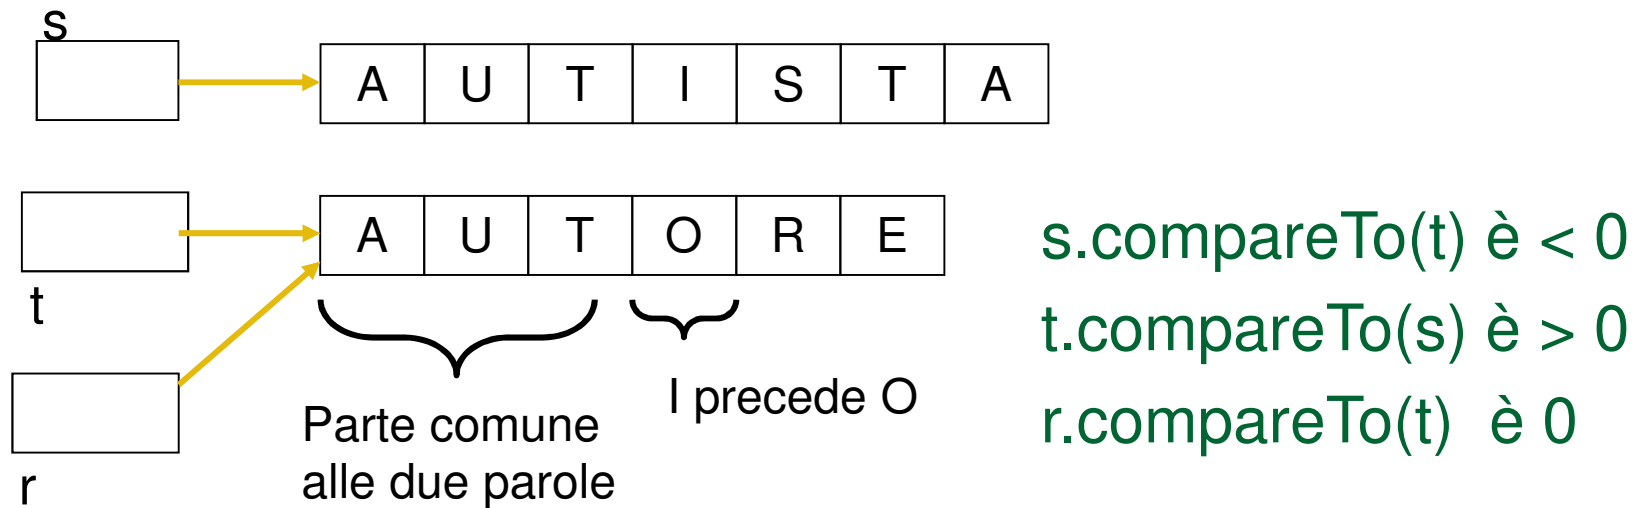 s
A U T I S T A
t
A U T O R E
r
Parte comune
alle due parole
I precede O
s.compareTo(t) è < 0
t.compareTo(s) è > 0
r.compareTo(t) è 0